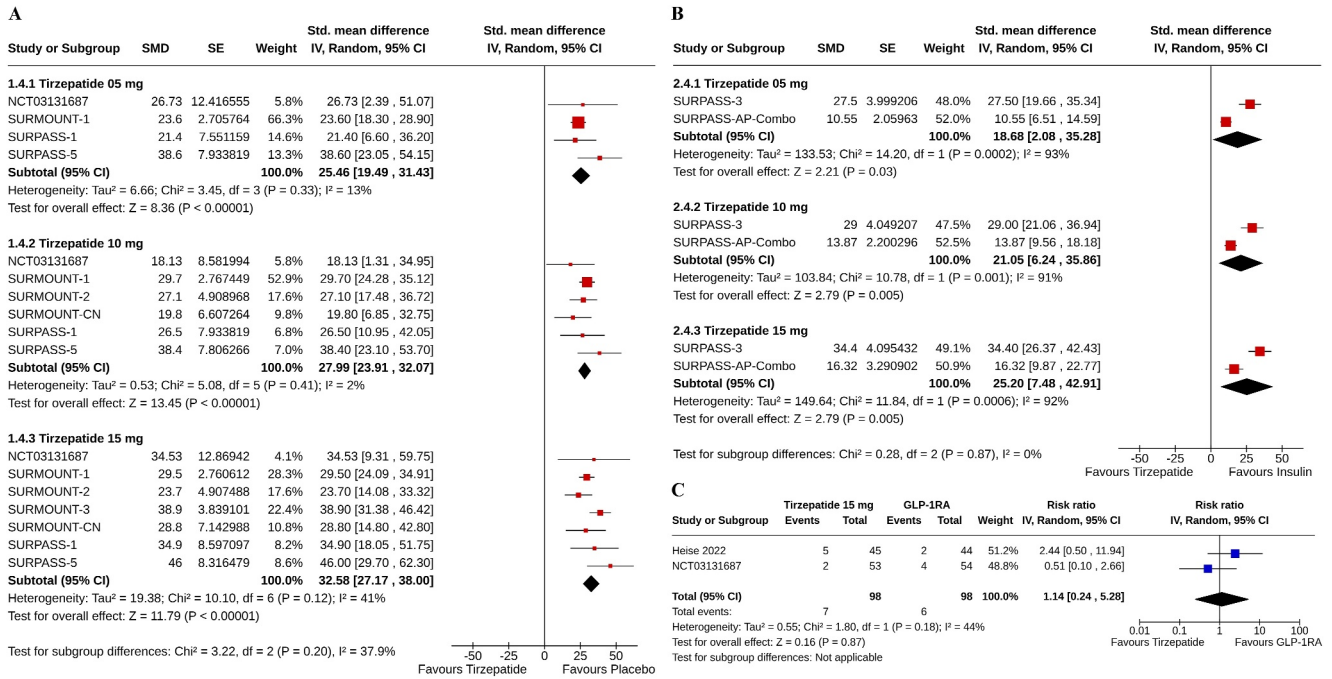 A
Std. mean difference Std. mean difference
Study or Subgroup SMD SE Weight IV, Random, 95% CI IV, Random, 95% CI
1.4.1 Tirzepatide 05 mg
NCT03131687 26.73 12.416555 5.8% 26.73 [2.39 , 51.07]
SURMOUNT-1 23.6 2.705764 66.3% 23.60 [18.30 , 28.90]
SURPASS-1 21.4 7.551159 14.6% 21.40 [6.60 , 36.20]
SURPASS-5 38.6 7.933819 13.3% 38.60 [23.05 , 54.15]
Subtotal (95% CI) 100.0% 25.46 [19.49 , 31.43]
Heterogeneity: Tau² = 6.66; Chi² = 3.45, df = 3 (P = 0.33); I² = 13%
Test for overall effect: Z = 8.36 (P < 0.00001)
1.4.2 Tirzepatide 10 mg
NCT03131687 18.13 8.581994 5.8% 18.13 [1.31 , 34.95]
SURMOUNT-1 29.7 2.767449 52.9% 29.70 [24.28 , 35.12]
SURMOUNT-2 27.1 4.908968 17.6% 27.10 [17.48 , 36.72]
SURMOUNT-CN 19.8 6.607264 9.8% 19.80 [6.85 , 32.75]
SURPASS-1 26.5 7.933819 6.8% 26.50 [10.95 , 42.05]
SURPASS-5 38.4 7.806266 7.0% 38.40 [23.10 , 53.70]
Subtotal (95% CI) 100.0% 27.99 [23.91 , 32.07]
Heterogeneity: Tau² = 0.53; Chi² = 5.08, df = 5 (P = 0.41); I² = 2%
Test for overall effect: Z = 13.45 (P < 0.00001)
1.4.3 Tirzepatide 15 mg
NCT03131687 34.53 12.86942 4.1% 34.53 [9.31 , 59.75]
SURMOUNT-1 29.5 2.760612 28.3% 29.50 [24.09 , 34.91]
SURMOUNT-2 23.7 4.907488 17.6% 23.70 [14.08 , 33.32]
SURMOUNT-3 38.9 3.839101 22.4% 38.90 [31.38 , 46.42]
SURMOUNT-CN 28.8 7.142988 10.8% 28.80 [14.80 , 42.80]
SURPASS-1 34.9 8.597097 8.2% 34.90 [18.05 , 51.75]
SURPASS-5 46 8.316479 8.6% 46.00 [29.70 , 62.30]
Subtotal (95% CI) 100.0% 32.58 [27.17 , 38.00]
Heterogeneity: Tau² = 19.38; Chi² = 10.10, df = 6 (P = 0.12); I² = 41%
Test for overall effect: Z = 11.79 (P < 0.00001)
Test for subgroup differences: Chi² = 3.22, df = 2 (P = 0.20), I² = 37.9%
-50 -25 0 25 50
Favours Tirzepatide Favours Placebo
B
Std. mean difference Std. mean difference
Study or Subgroup SMD SE Weight IV, Random, 95% CI IV, Random, 95% CI
2.4.1 Tirzepatide 05 mg
SURPASS-3 27.5 3.999206 48.0% 27.50 [19.66 , 35.34]
SURPASS-AP-Combo 10.55 2.05963 52.0% 10.55 [6.51 , 14.59]
Subtotal (95% CI) 100.0% 18.68 [2.08 , 35.28]
Heterogeneity: Tau² = 133.53; Chi² = 14.20, df = 1 (P = 0.0002); I² = 93%
Test for overall effect: Z = 2.21 (P = 0.03)
2.4.2 Tirzepatide 10 mg
SURPASS-3 29 4.049207 47.5% 29.00 [21.06 , 36.94]
SURPASS-AP-Combo 13.87 2.200296 52.5% 13.87 [9.56 , 18.18]
Subtotal (95% CI) 100.0% 21.05 [6.24 , 35.86]
Heterogeneity: Tau² = 103.84; Chi² = 10.78, df = 1 (P = 0.001); I² = 91%
Test for overall effect: Z = 2.79 (P = 0.005)
2.4.3 Tirzepatide 15 mg
SURPASS-3 34.4 4.095432 49.1% 34.40 [26.37 , 42.43]
SURPASS-AP-Combo 16.32 3.290902 50.9% 16.32 [9.87 , 22.77]
Subtotal (95% CI) 100.0% 25.20 [7.48 , 42.91]
Heterogeneity: Tau² = 149.64; Chi² = 11.84, df = 1 (P = 0.0006); I² = 92%
Test for overall effect: Z = 2.79 (P = 0.005)
Test for subgroup differences: Chi² = 0.28, df = 2 (P = 0.87), I² = 0%
-50 -25 0 25 50
Favours Tirzepatide Favours Insulin
C
Tirzepatide 15 mg GLP-1RA Risk ratio Risk ratio
Study or Subgroup Events Total Events Total Weight IV, Random, 95% CI IV, Random, 95% CI
Heise 2022 5 45 2 44 51.2% 2.44 [0.50 , 11.94]
NCT03131687 2 53 4 54 48.8% 0.51 [0.10 , 2.66]
Total (95% CI) 98 98 100.0% 1.14 [0.24 , 5.28]
Total events: 7 6
Heterogeneity: Tau² = 0.55; Chi² = 1.80, df = 1 (P = 0.18); I² = 44%
Test for overall effect: Z = 0.16 (P = 0.87)
Test for subgroup differences: Not applicable
0.01 0.1 1 10 100
Favours Tirzepatide Favours GLP-1RA